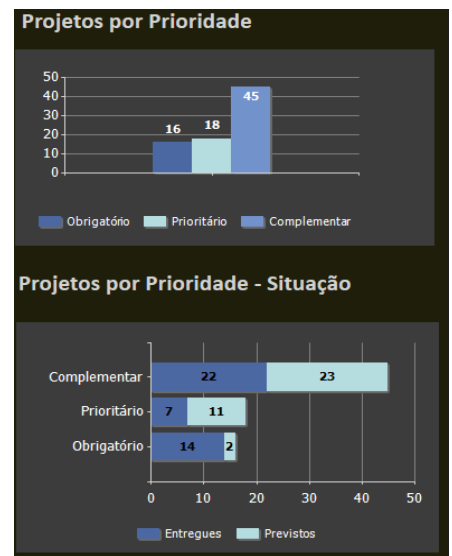 Projetos por Prioridade
50
40
30
20
10
0
16
18
45
Obrigatório Prioritário Complementar
Projetos por Prioridade - Situação
Complementar 22 23
Prioritário 7 11
Obrigatório 14 2
0 10 20 30 40 50
Entregues Previstos